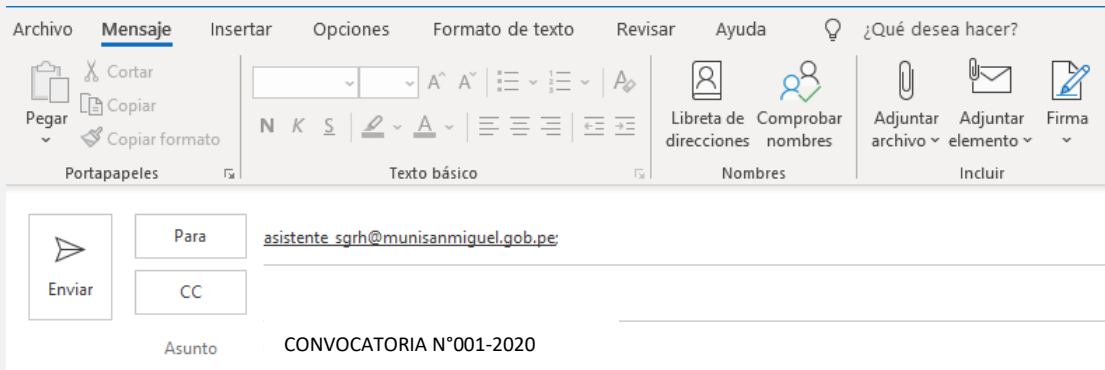 Archivo Mensaje Insertar Opciones Formato de texto Revisar Ayuda ¿Qué desea hacer?
Pegar
Cortar
Copiar
Copiar formato
Portapapeles
N K S A
Texto básico
Libreta de direcciones
Comprobar nombres
Nombres
Adjuntar archivo
Adjuntar elemento
Firma
Incluir
Enviar
Para asistente_sgrh@munisanmiguel.gob.pe;
CC
Asunto CONVOCATORIA N°001-2020